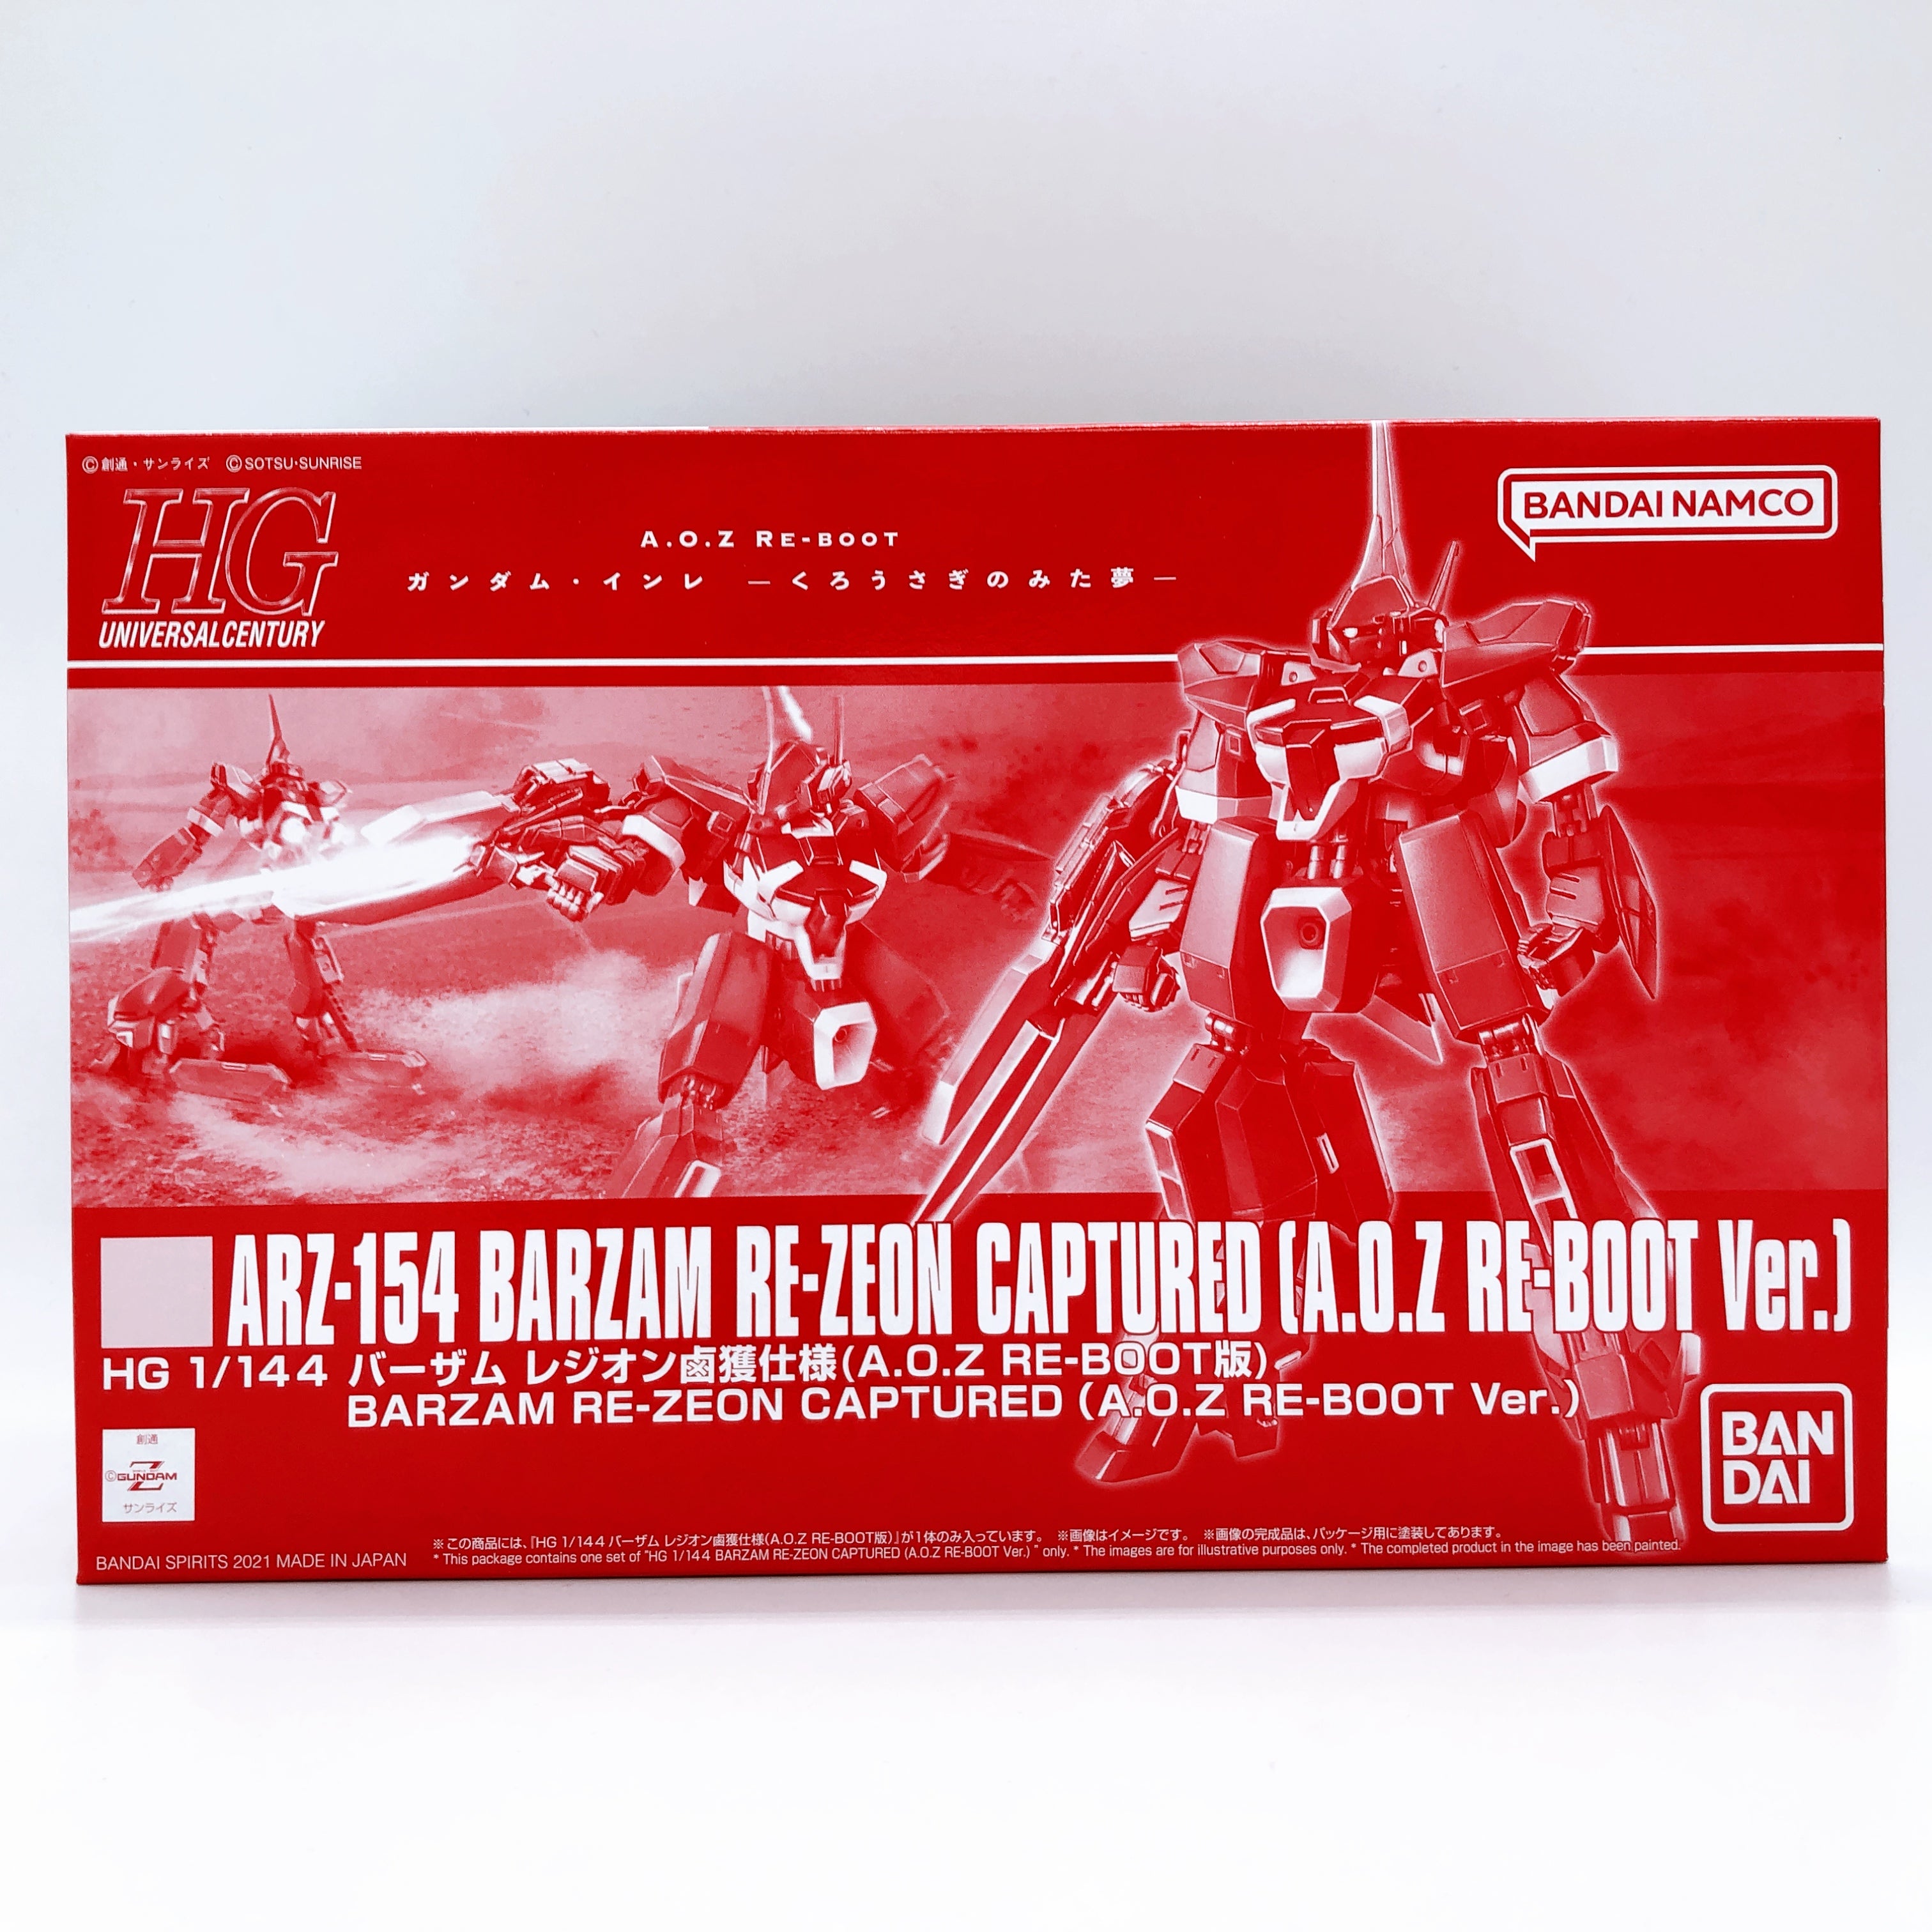 ©創通・サンライズ ©SOTSU・SUNRISE
HG
UNIVERSAL CENTURY
A.O.Z RE-BOOT
ガンダム・インレ ―くろうさぎのみた夢―
BANDAI NAMCO
ARZ-154 BARZAM RE-ZEON CAPTURED (A.O.Z RE-BOOT Ver.)
HG 1/144 バーザム レジオン鹵獲仕様(A.O.Z RE-BOOT版)
BARZAM RE-ZEON CAPTURED (A.O.Z RE-BOOT Ver.)
創通
©Z GUNDAM
サンライズ
BAN
DAI
※この商品には、『HG 1/144 バーザム レジオン鹵獲仕様(A.O.Z RE-BOOT版)』が1体のみ入っています。 ※画像はイメージです。 ※画像の完成品は、パッケージ用に塗装してあります。
* This package contains one set of "HG 1/144 BARZAM RE-ZEON CAPTURED (A.O.Z RE-BOOT Ver.) " only. * The images are for illustrative purposes only. * The completed product in the image has been painted.
BANDAI SPIRITS 2021 MADE IN JAPAN